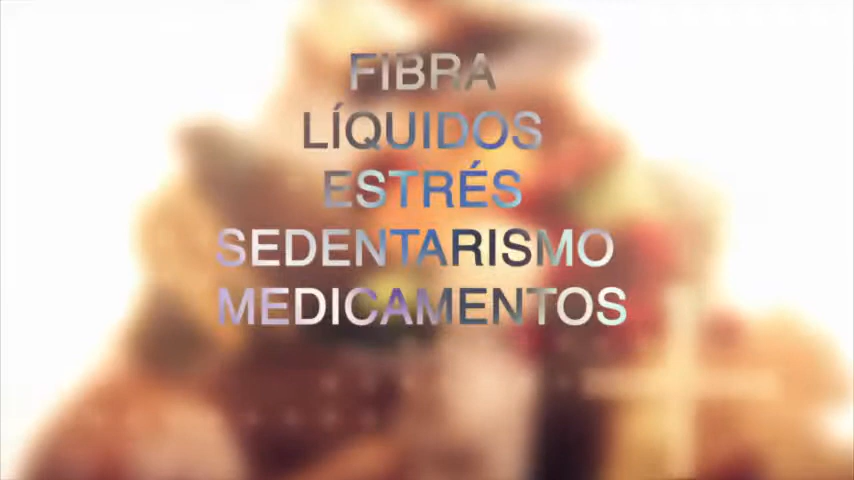 FIBRA
LÍQUIDOS
ESTRÉS
SEDENTARISMO
MEDICAMENTOS